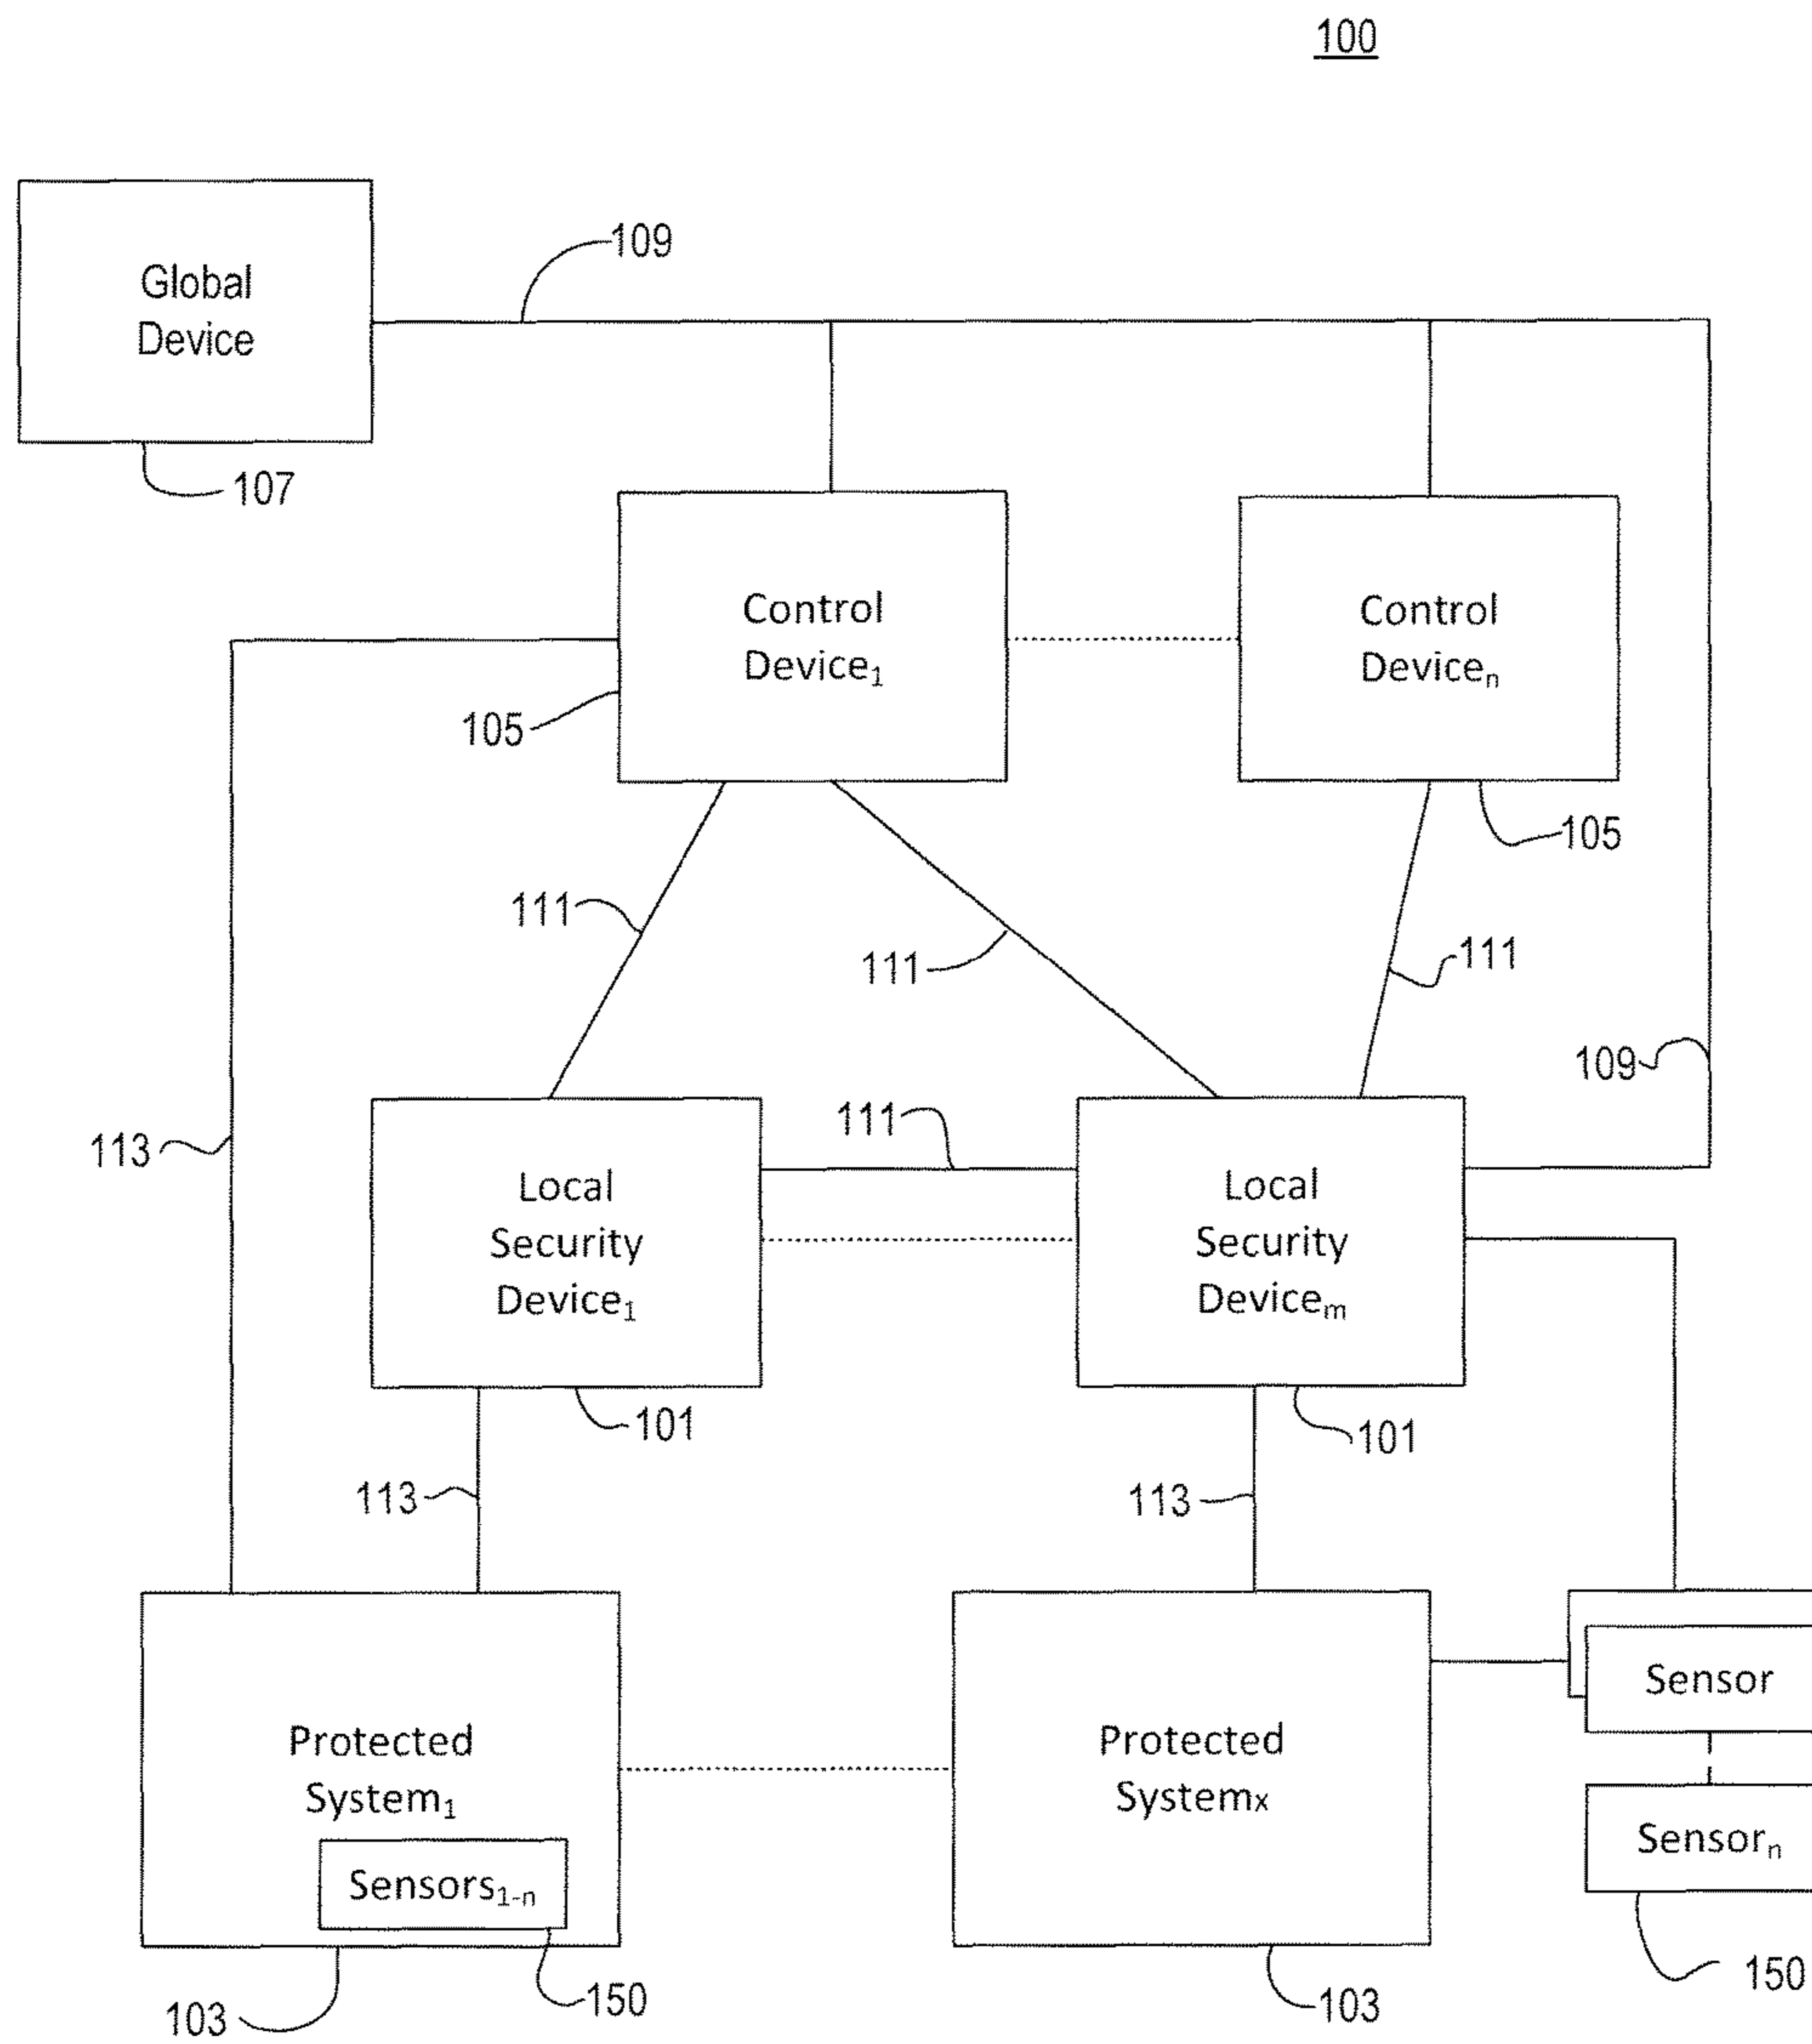 100
Global
Device
109
107
Control
Device₁
Control
Deviceₙ
105
105
111
111
111
109
113
111
Local
Security
Device₁
Local
Security
Deviceₘ
101
101
113
113
Protected
System₁
Sensors₁₋ₙ
Protected
Systemₓ
Sensor
Sensorₙ
103
150
103
150